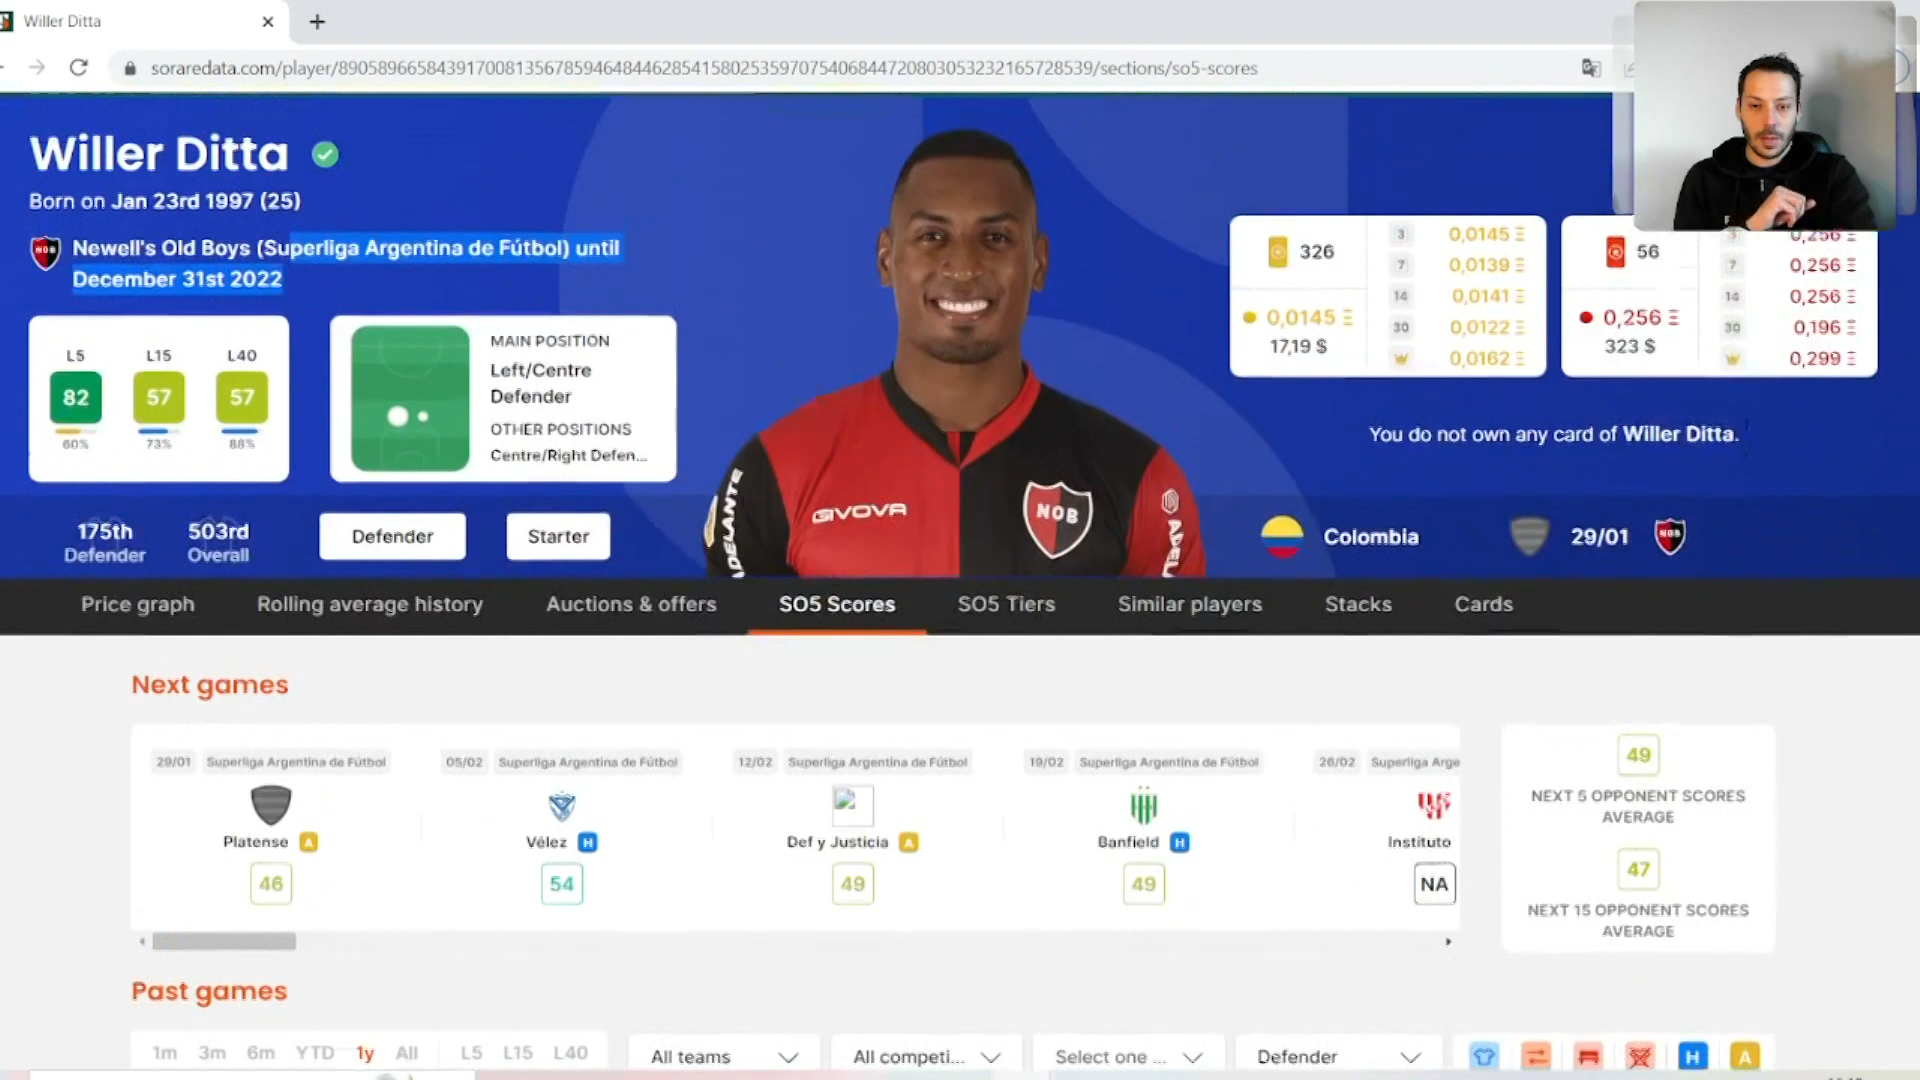 Willer Ditta
soraredata.com/player/89058966584391700813567859464844628541580253597075406844720803053232165728539/sections/so5-scores
Willer Ditta
Born on Jan 23rd 1997 (25)
Newell's Old Boys (Superliga Argentina de Fútbol) until
December 31st 2022
L5 L15 L40
82 57 57
60% 73% 88%
MAIN POSITION
Left/Centre
Defender
OTHER POSITIONS
Centre/Right Defen...
175th
Defender
503rd
Overall
Defender
Starter
GIVOVA
NOB
326
0,0145 Ξ
17,19 $
3 0,0145 Ξ
7 0,0139 Ξ
14 0,0141 Ξ
30 0,0122 Ξ
0,0162 Ξ
56
0,256 Ξ
323 $
3 0,256 Ξ
7 0,256 Ξ
14 0,256 Ξ
30 0,196 Ξ
0,299 Ξ
You do not own any card of Willer Ditta.
Colombia
29/01
Price graph Rolling average history Auctions & offers SO5 Scores SO5 Tiers Similar players Stacks Cards
Next games
29/01 Superliga Argentina de Fútbol
Platense A
46
05/02 Superliga Argentina de Fútbol
Vélez H
54
12/02 Superliga Argentina de Fútbol
Def y Justicia A
49
19/02 Superliga Argentina de Fútbol
Banfield H
49
26/02 Superliga Arge
Instituto
NA
49
NEXT 5 OPPONENT SCORES
AVERAGE
47
NEXT 15 OPPONENT SCORES
AVERAGE
Past games
1m 3m 6m YTD 1y All L5 L15 L40 All teams All competi... Select one ... Defender H A